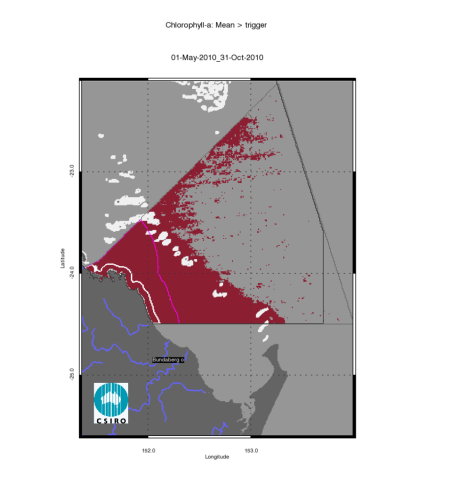 Chlorophyll-a: Mean > trigger
01-May-2010_31-Oct-2010
-23.0
Latitude
-24.0
Bundaberg o
-25.0
CSIRO
152.0 153.0
Longitude